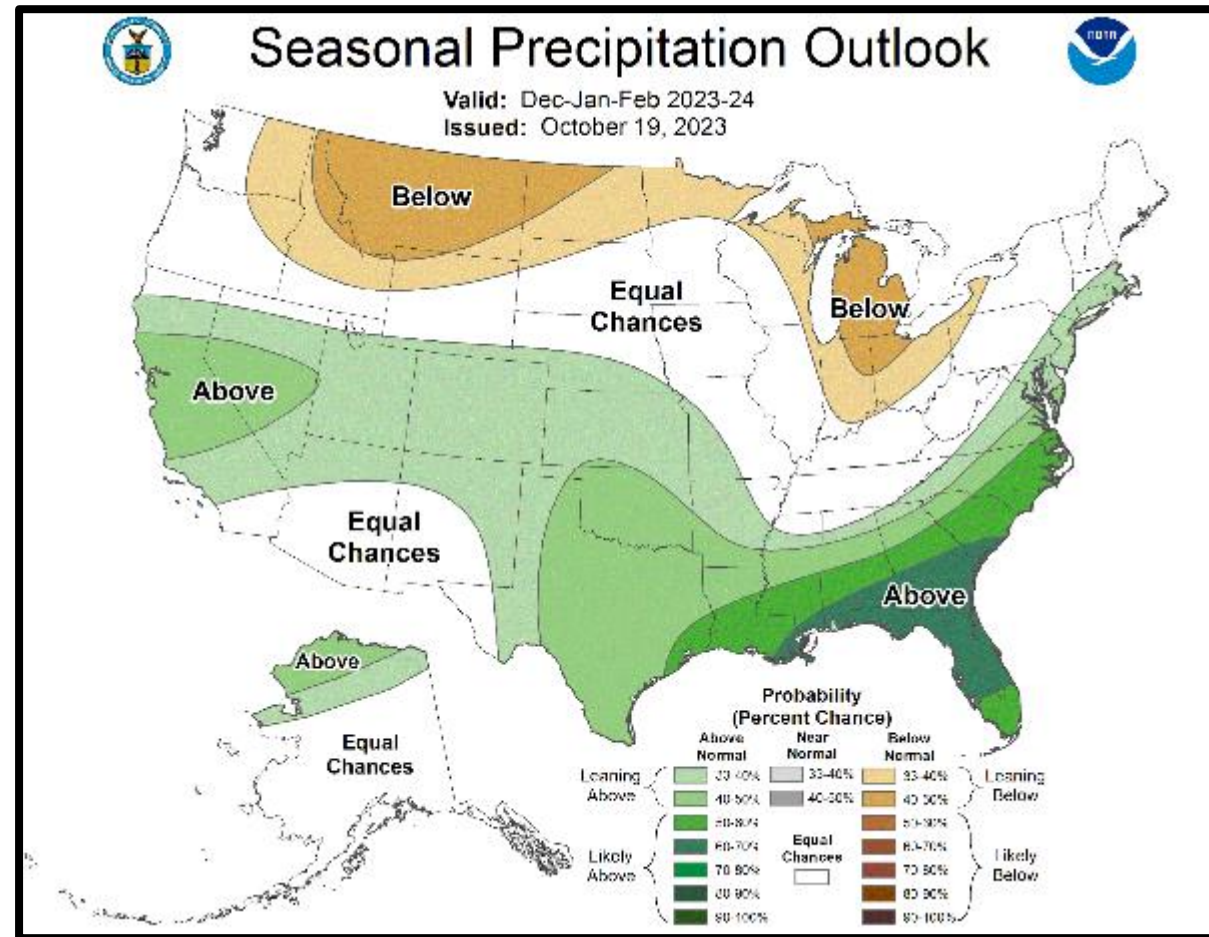 Seasonal Precipitation Outlook
noaa
Valid: Dec-Jan-Feb 2023-24
Issued: October 19, 2023
Below
Equal
Chances
Below
Above
Equal
Chances
Above
Above
Equal
Chances
Probability
(Percent Chance)
Above
Normal
Near
Normal
Below
Normal
Leaning
Above
33-40%
33-40%
33-40%
Leaning
Below
40-50%
40-50%
40-50%
50-60%
50-60%
Likely
Above
60-70%
Equal
Chances
60-70%
Likely
Below
70-80%
70-80%
80-90%
80-90%
90-100%
90-100%